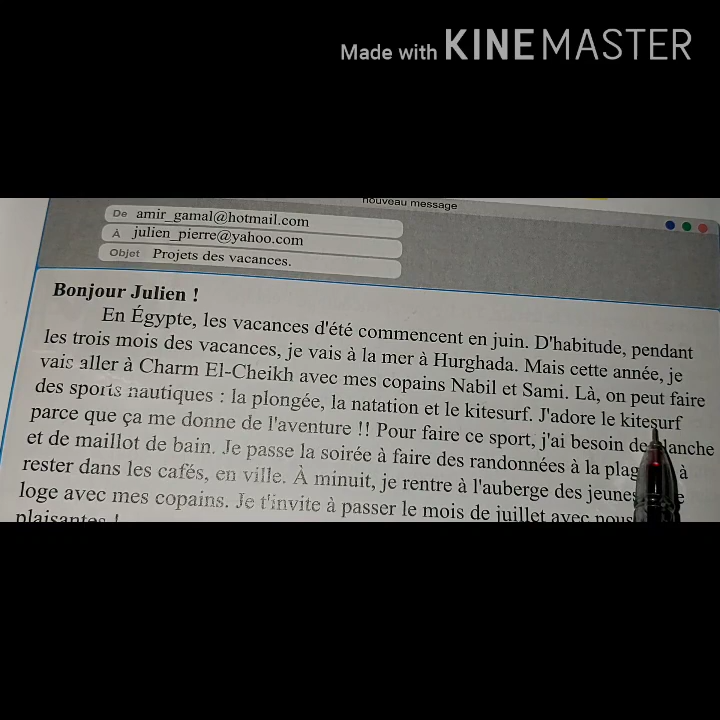 Made with KINEMASTER
nouveau message
De amir_gamal@hotmail.com
À julien_pierre@yahoo.com
Objet Projets des vacances.
Bonjour Julien !
En Égypte, les vacances d'été commencent en juin. D'habitude, pendant
les trois mois des vacances, je vais à la mer à Hurghada. Mais cette année, je
vais aller à Charm El-Cheikh avec mes copains Nabil et Sami. Là, on peut faire
des sports nautiques : la plongée, la natation et le kitesurf. J'adore le kitesurf
parce que ça me donne de l'aventure !! Pour faire ce sport, j'ai besoin de planche
et de maillot de bain. Je passe la soirée à faire des randonnées à la à
rester dans les cafés, en ville. À minuit, je rentre à l'auberge des jeunes
loge avec mes copains. Je t'invite à passer le mois de juillet avec nous
plaisantes !